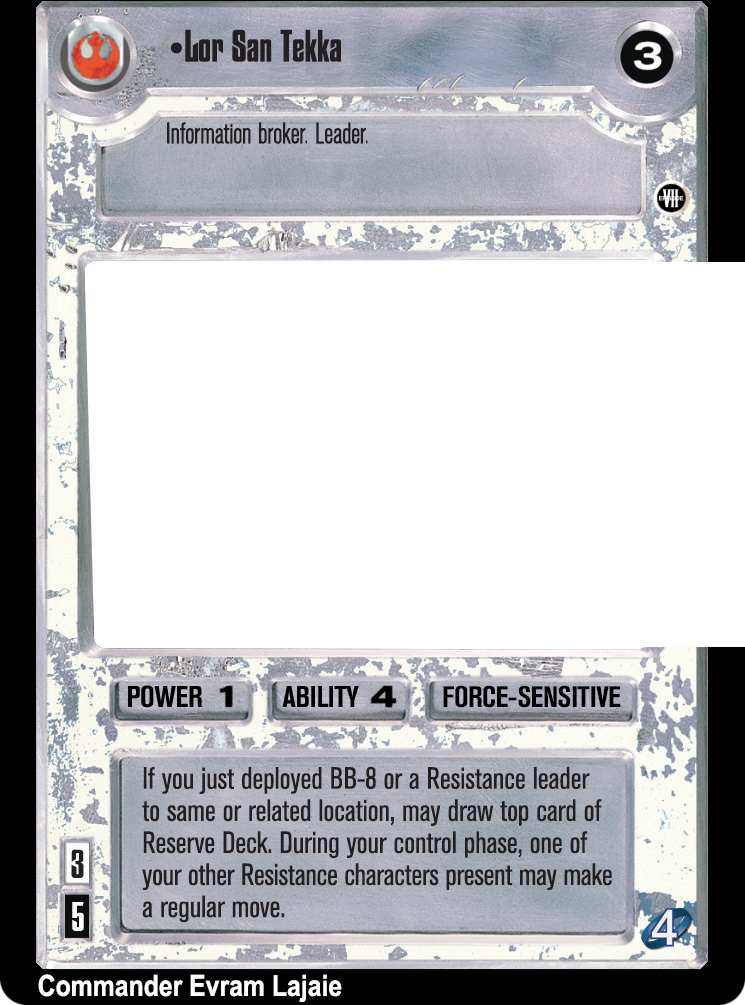 •Lor San Tekka
3
Information broker. Leader.
EPISODE VII
POWER 1 ABILITY 4 FORCE-SENSITIVE
If you just deployed BB-8 or a Resistance leader
to same or related location, may draw top card of
Reserve Deck. During your control phase, one of
your other Resistance characters present may make
a regular move.
3
5
4
Commander Evram Lajaie